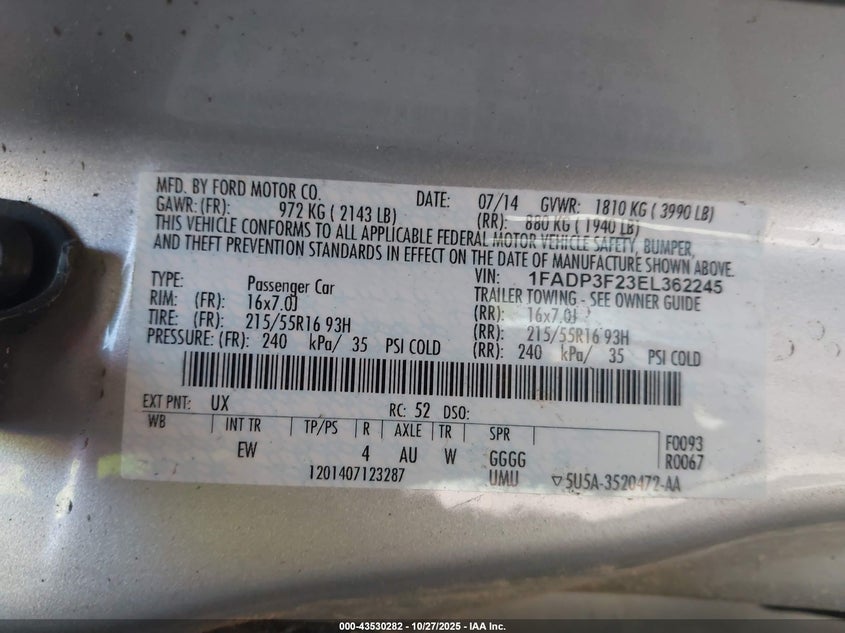 MFD. BY FORD MOTOR CO. DATE: 07/14 GVWR: 1810 KG ( 3990 LB)
GAWR: (FR): 972 KG ( 2143 LB) (RR): 880 KG ( 1940 LB)
THIS VEHICLE CONFORMS TO ALL APPLICABLE FEDERAL MOTOR VEHICLE SAFETY, BUMPER,
AND THEFT PREVENTION STANDARDS IN EFFECT ON THE DATE OF MANUFACTURE SHOWN ABOVE.
VIN: 1FADP3F23EL362245
TYPE: Passenger Car TRAILER TOWING - SEE OWNER GUIDE
RIM: (FR): 16x7.0J (RR): 16x7.0J
TIRE: (FR): 215/55R16 93H (RR): 215/55R16 93H
PRESSURE: (FR): 240 kPa/ 35 PSI COLD (RR): 240 kPa/ 35 PSI COLD
EXT PNT: UX RC: 52 DSO:
WB INT TR TP/PS R AXLE TR SPR F0093
EW 4 AU W GGGG R0067
1201407123287 UMU ▽5U5A-3520472-AA
000-43530282 - 10/27/2025 - IAA Inc.